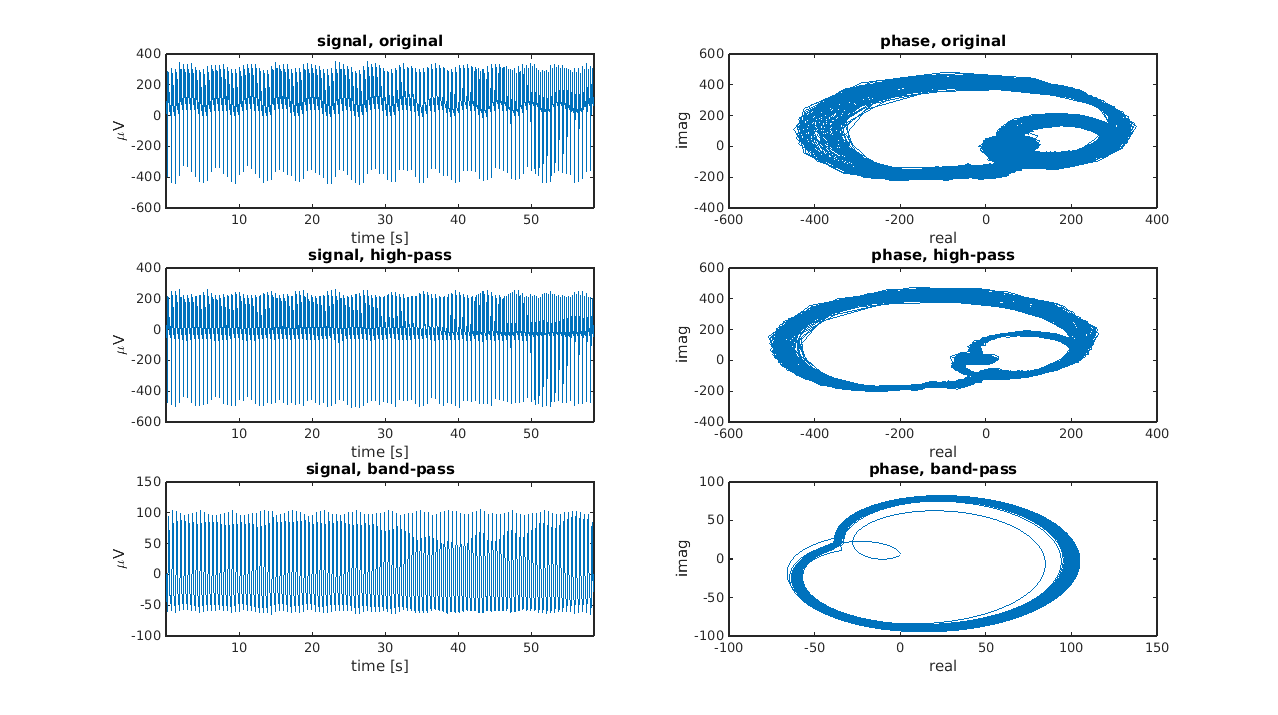 signal, original
400
200
0
-200
-400
-600
µV
10 20 30 40 50
time [s]
phase, original
600
400
200
0
-200
-400
imag
-600 -400 -200 0 200 400
real
signal, high-pass
400
200
0
-200
-400
-600
µV
10 20 30 40 50
time [s]
phase, high-pass
600
400
200
0
-200
-400
imag
-600 -400 -200 0 200 400
real
signal, band-pass
150
100
50
0
-50
-100
µV
10 20 30 40 50
time [s]
phase, band-pass
100
50
0
-50
-100
imag
-100 -50 0 50 100 150
real